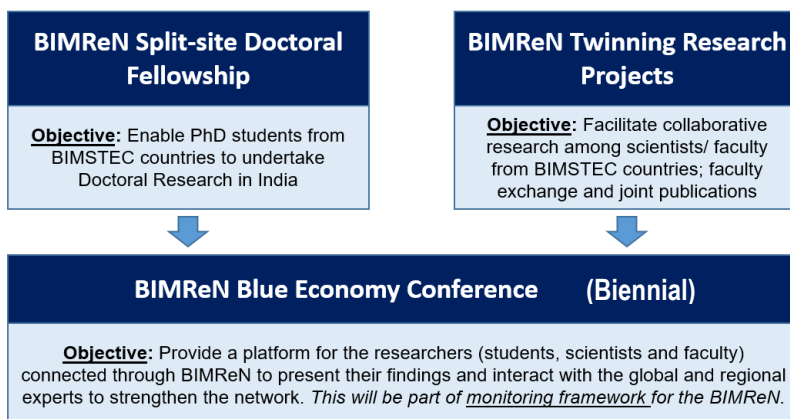 BIMReN Split-site Doctoral
Fellowship
Objective: Enable PhD students from
BIMSTEC countries to undertake
Doctoral Research in India
BIMReN Twinning Research
Projects
Objective: Facilitate collaborative
research among scientists/ faculty
from BIMSTEC countries; faculty
exchange and joint publications
BIMReN Blue Economy Conference (Biennial)
Objective: Provide a platform for the researchers (students, scientists and faculty)
connected through BIMReN to present their findings and interact with the global and regional
experts to strengthen the network. This will be part of monitoring framework for the BIMReN.